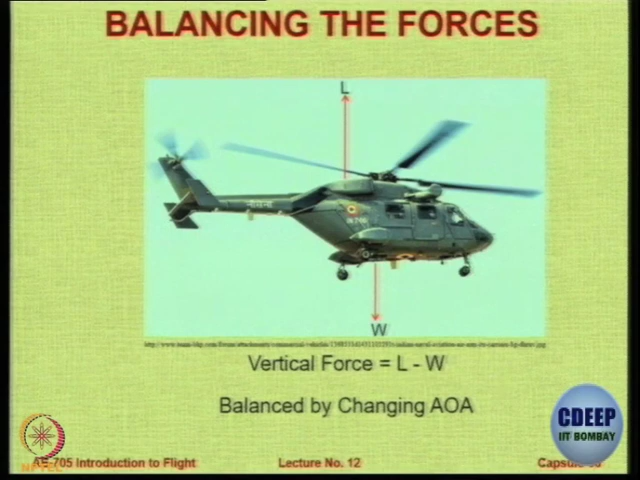 BALANCING THE FORCES
L
W
Vertical Force = L - W
Balanced by Changing AOA
CDEEP
IIT BOMBAY
NPTEL
AE-705 Introduction to Flight Lecture No. 12